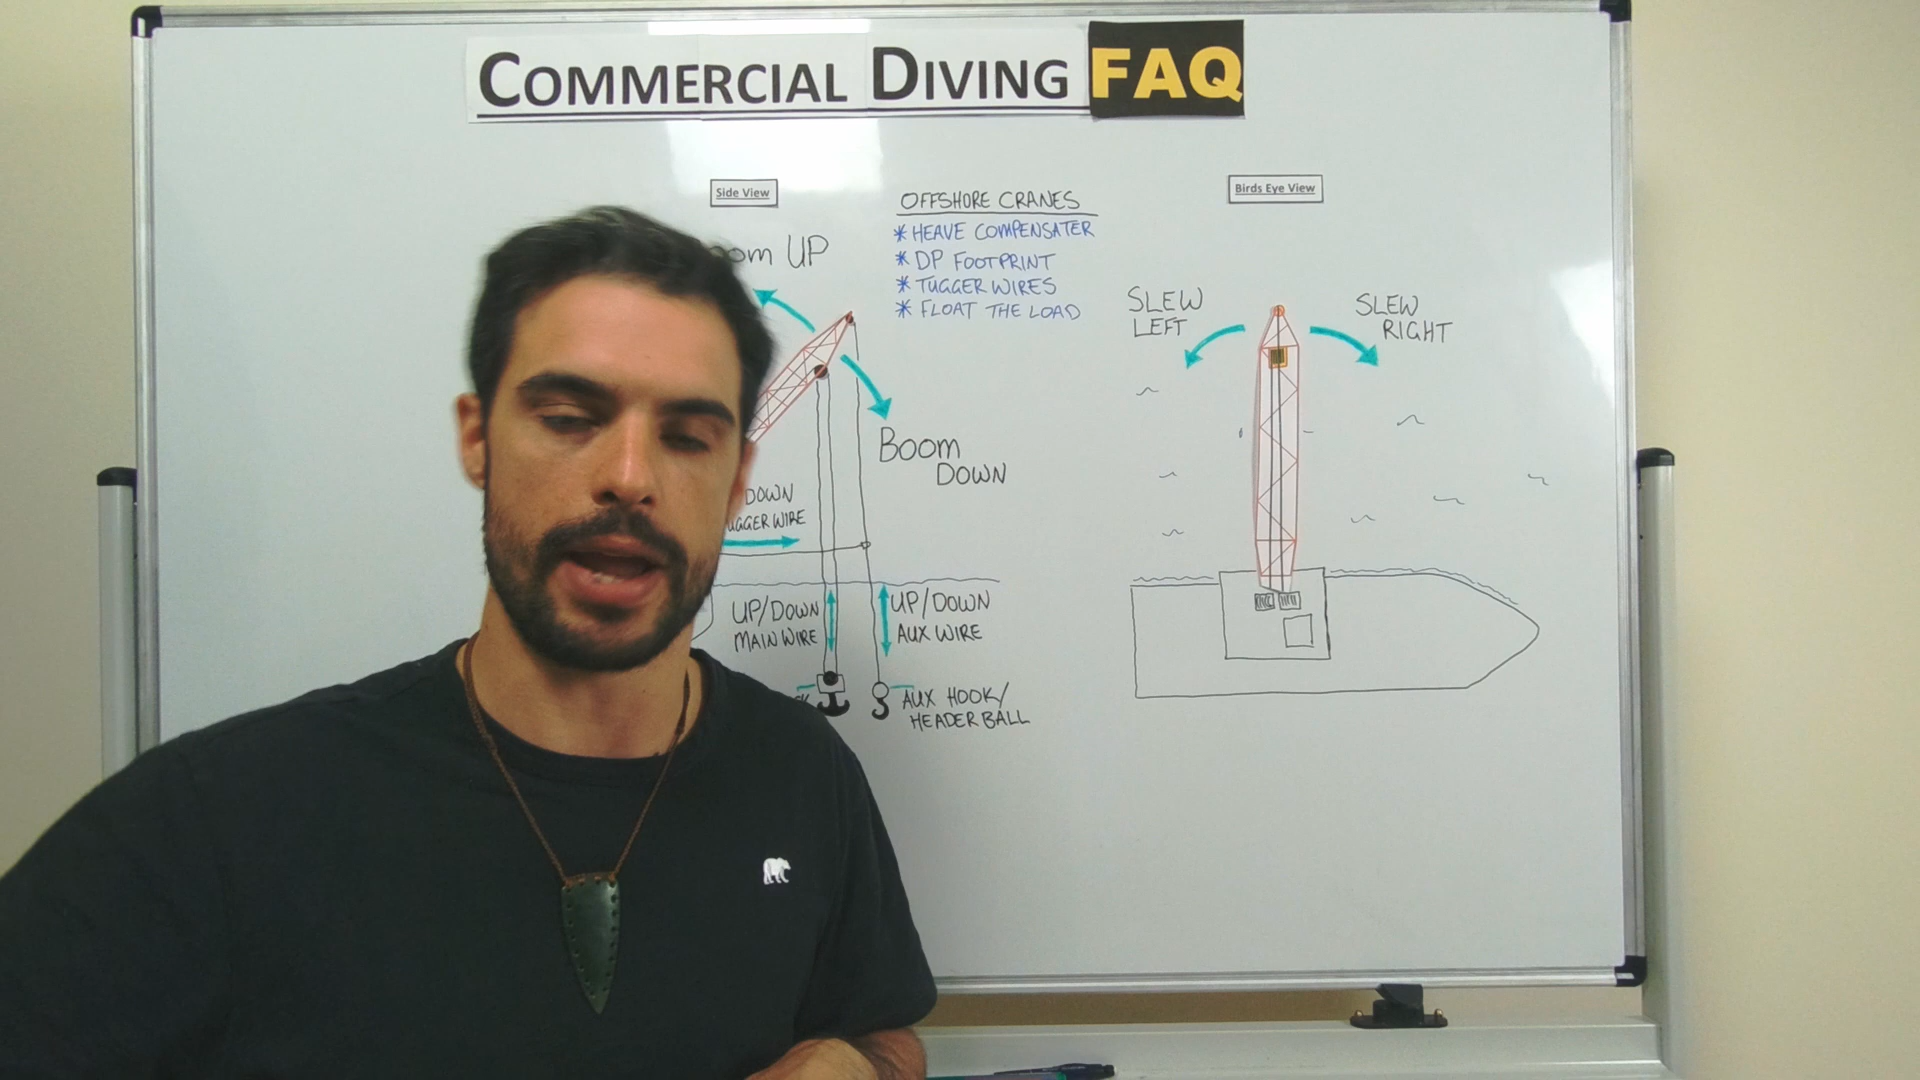 COMMERCIAL DIVING FAQ
Side View
OFFSHORE CRANES
* HEAVE COMPENSATER
* DP FOOTPRINT
* TUGGER WIRES
* FLOAT THE LOAD
Birds Eye View
UP
BOOM
DOWN
DOWN
WIRE
UP/DOWN
MAIN WIRE
UP/DOWN
AUX WIRE
AUX HOOK/
HEADER BALL
SLEW
LEFT
SLEW
RIGHT